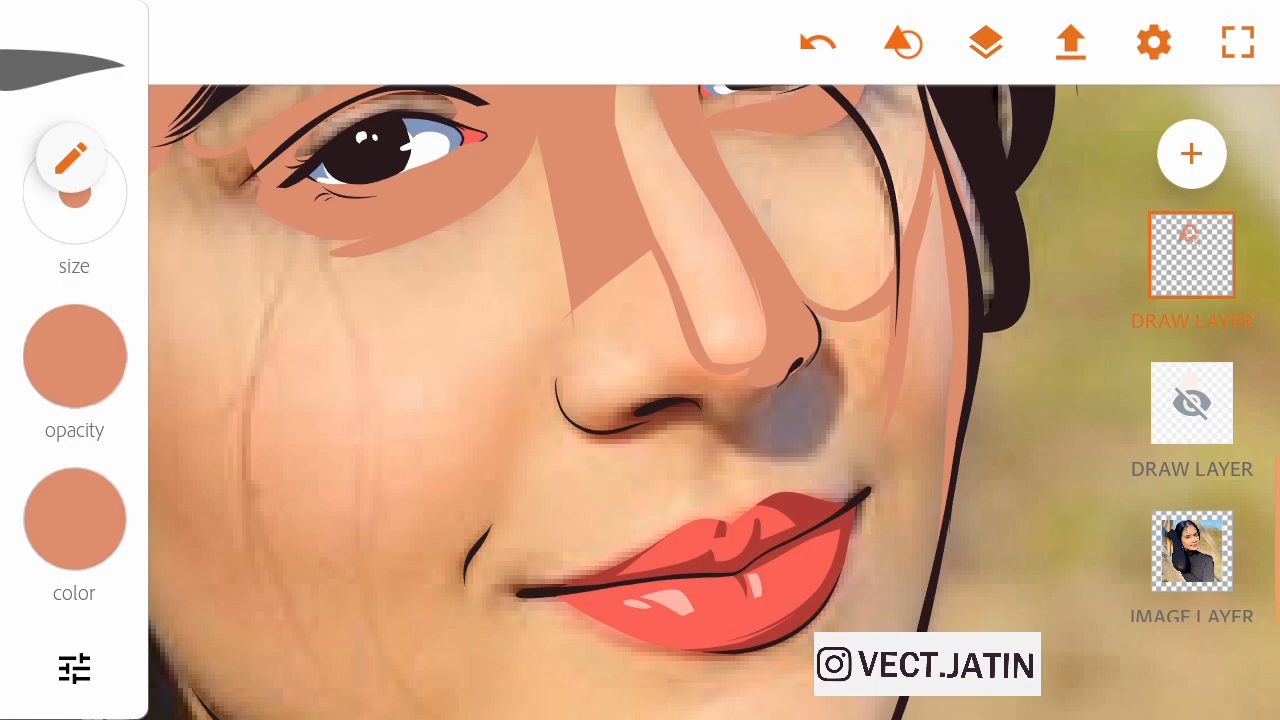 size
opacity
color
DRAW LAYER
DRAW LAYER
IMAGE LAYER
VECT.JATIN